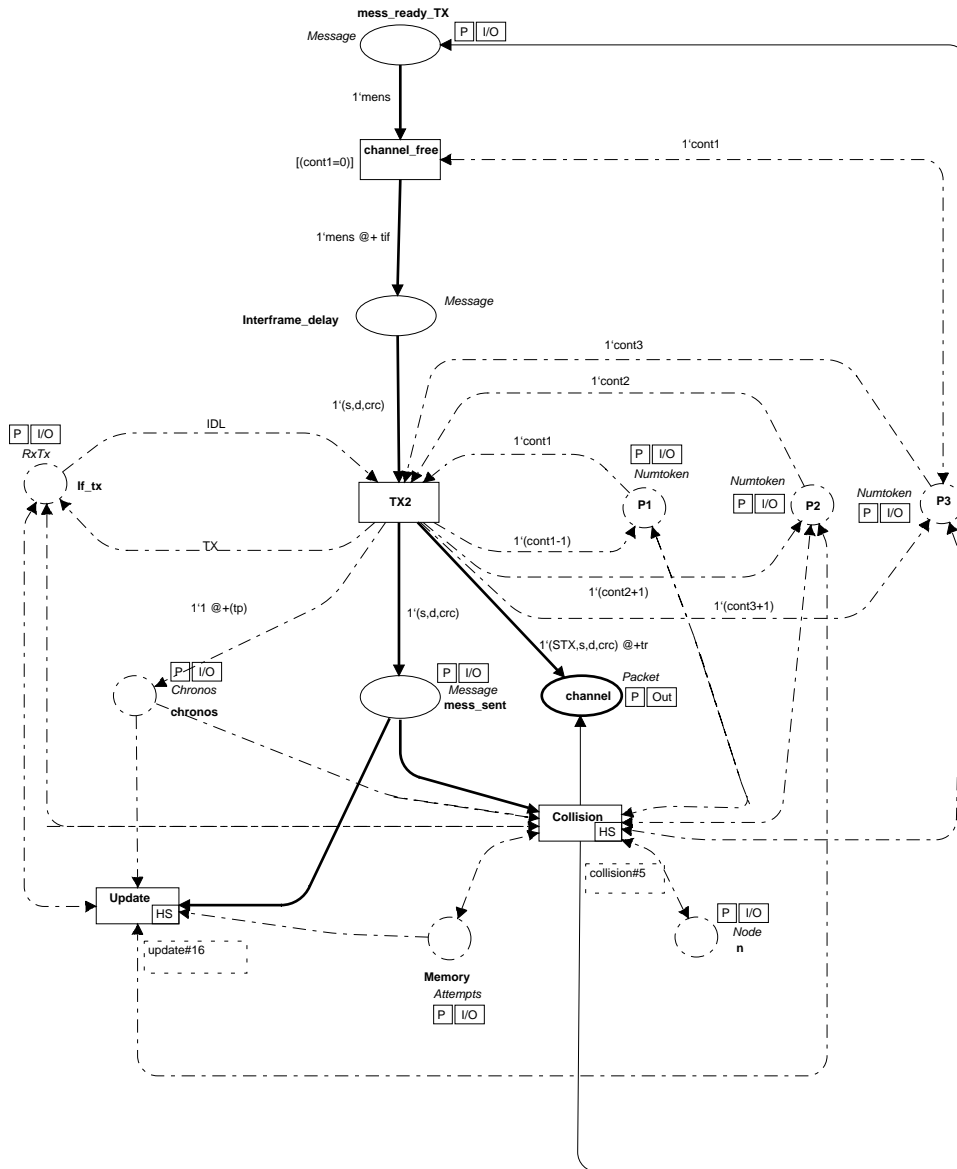 mess_ready_TX
Message
P I/O
1‘mens
channel_free
[(cont1=0)]
1‘cont1
1‘mens @+ tif
Message
Interframe_delay
1‘cont3
1‘cont2
1‘(s,d,crc)
IDL
1‘cont1
P I/O
RxTx
If_tx
P I/O
Numtoken
P1
Numtoken
P I/O
P2
Numtoken
P I/O
P3
TX2
TX
1‘(cont1-1)
1‘(cont2+1)
1‘(cont3+1)
1‘1 @+(tp)
1‘(s,d,crc)
1‘(STX,s,d,crc) @+tr
P I/O
Chronos
chronos
P I/O
Message
mess_sent
channel
Packet
P Out
Collision
HS
collision#5
Update
HS
update#16
P I/O
Node
n
Memory
Attempts
P I/O